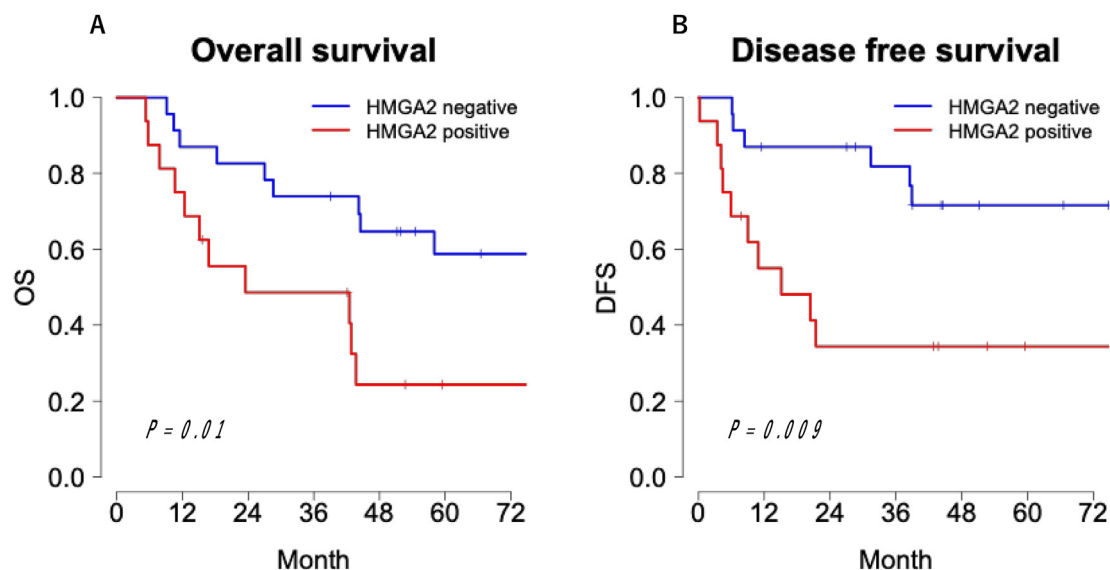 A
Overall survival
1.0
0.8
0.6
0.4
0.2
0.0
OS
HMGA2 negative
HMGA2 positive
P = 0.01
0 12 24 36 48 60 72
Month
B
Disease free survival
1.0
0.8
0.6
0.4
0.2
0.0
DFS
HMGA2 negative
HMGA2 positive
P = 0.009
0 12 24 36 48 60 72
Month